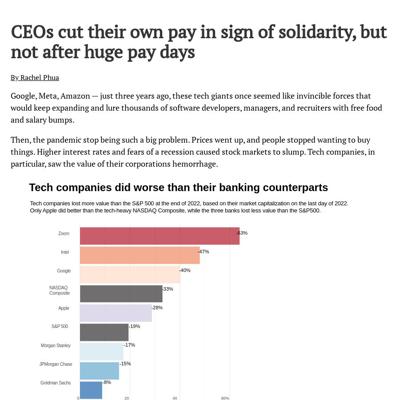 CEOs cut their own pay in sign of solidarity, but
not after huge pay days
By Rachel Phua
Google, Meta, Amazon — just three years ago, these tech giants once seemed like invincible forces that
would keep expanding and lure thousands of software developers, managers, and recruiters with free food
and salary bumps.
Then, the pandemic stop being such a big problem. Prices went up, and people stopped wanting to buy
things. Higher interest rates and fears of a recession caused stock markets to slump. Tech companies, in
particular, saw the value of their corporations hemorrhage.
Tech companies did worse than their banking counterparts
Tech companies lost more value than the S&P 500 at the end of 2022, based on their market capitalization on the last day of 2022.
Only Apple did better than the tech-heavy NASDAQ Composite, while the three banks lost less value than the S&P500.
Zoom
-63%
Intel
-47%
Google
-40%
NASDAQ
Composite
-33%
Apple
-28%
S&P 500
-19%
Morgan Stanley
-17%
JPMorgan Chase
-15%
Goldman Sachs
-8%
0 20 40 60%